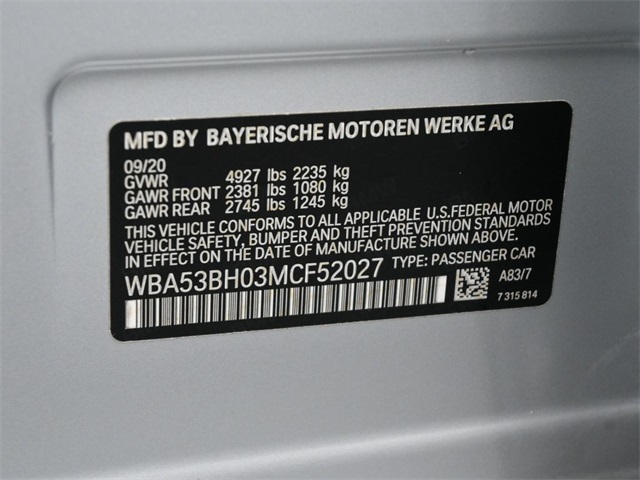 MFD BY BAYERISCHE MOTOREN WERKE AG
09/20
GVWR 4927 lbs 2235 kg
GAWR FRONT 2381 lbs 1080 kg
GAWR REAR 2745 lbs 1245 kg
THIS VEHICLE CONFORMS TO ALL APPLICABLE U.S.FEDERAL MOTOR
VEHICLE SAFETY, BUMPER AND THEFT PREVENTION STANDARDS
IN EFFECT ON THE DATE OF MANUFACTURE SHOWN ABOVE.
WBA53BH03MCF52027 TYPE: PASSENGER CAR
A83/7
7 315 814